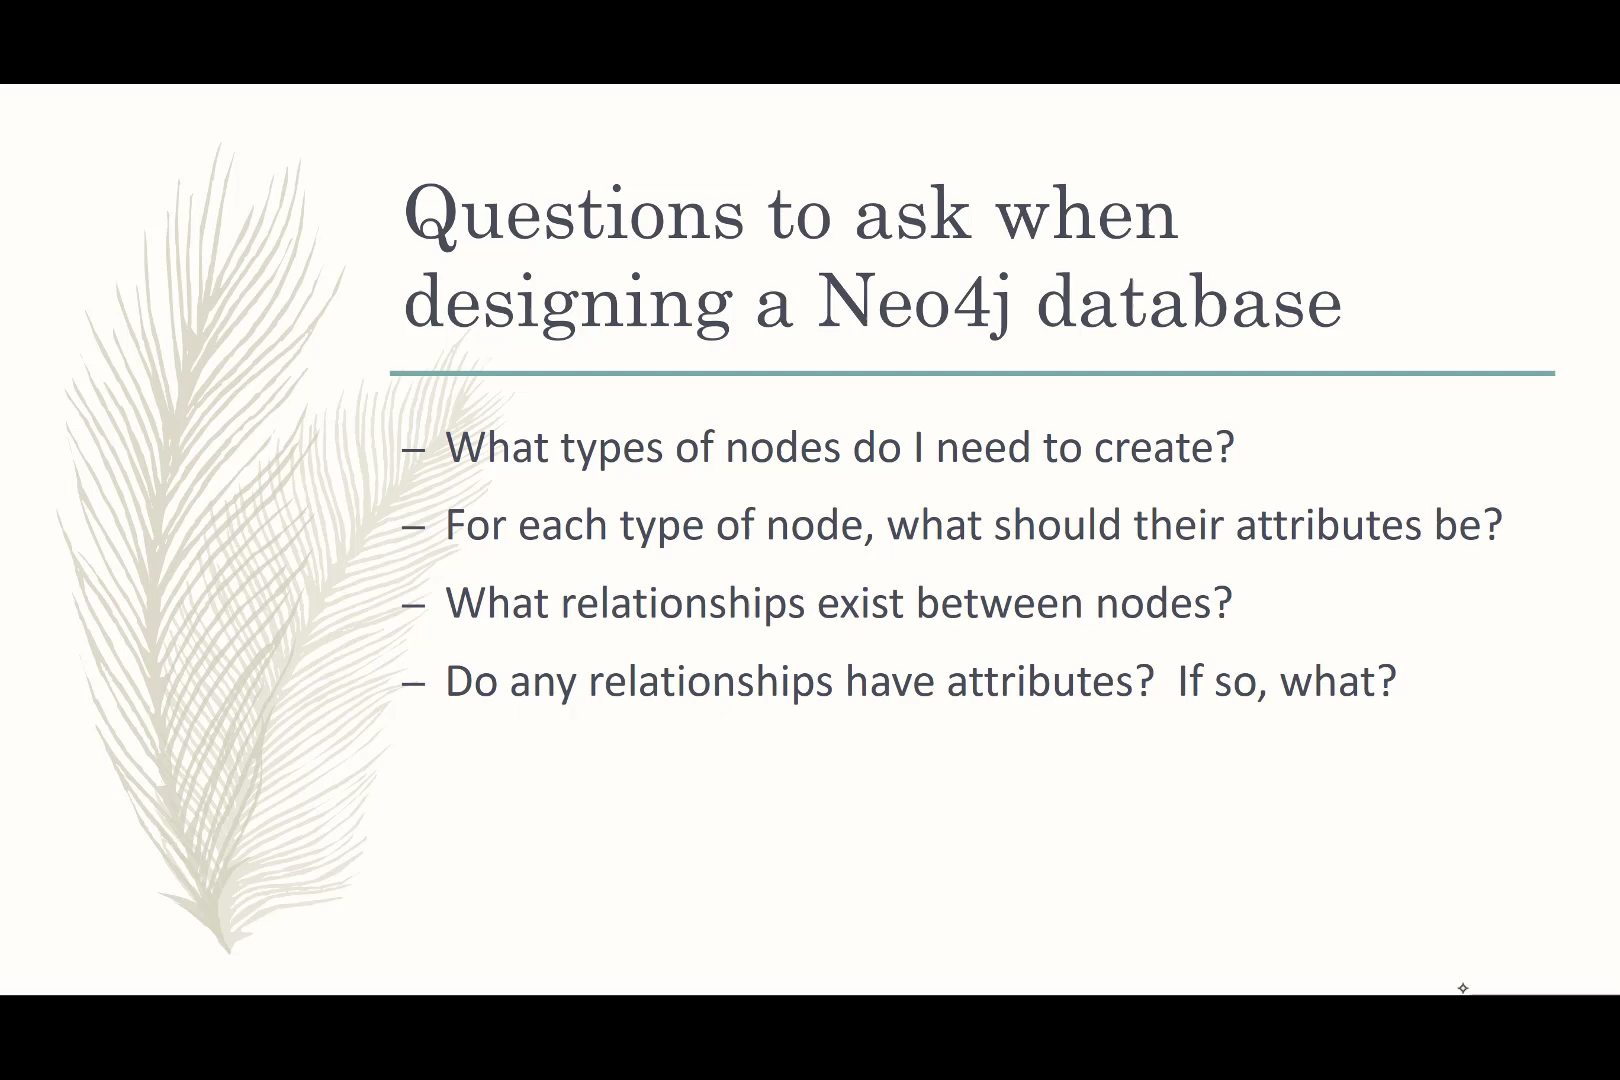 Questions to ask when
designing a Neo4j database
– What types of nodes do I need to create?
– For each type of node, what should their attributes be?
– What relationships exist between nodes?
– Do any relationships have attributes?  If so, what?